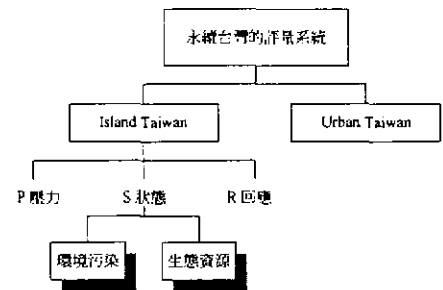 永續台灣的評量系統
Island Taiwan
Urban Taiwan
P 壓力
S 狀態
R 回應
環境污染
生態資源